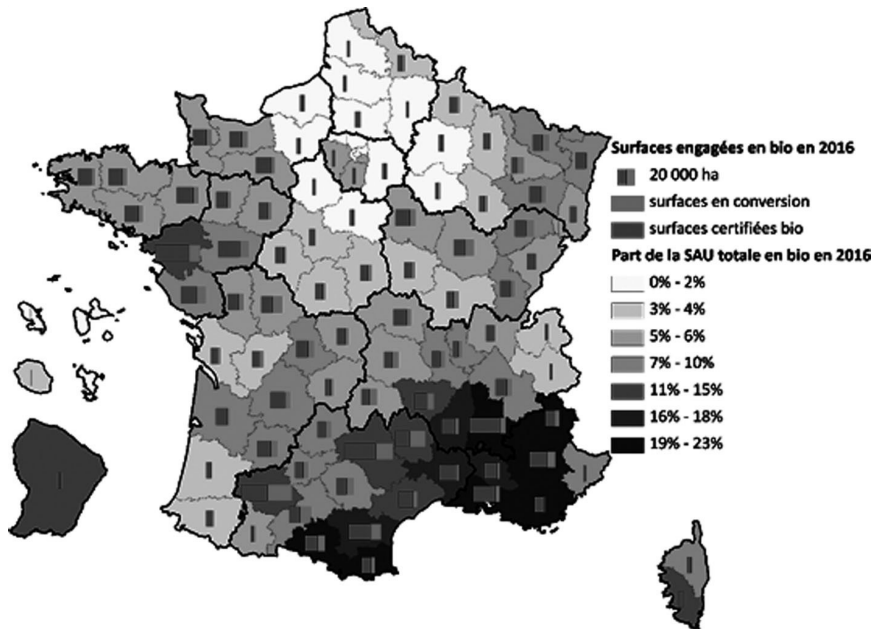 Surfaces engagées en bio en 2016
20 000 ha
surfaces en conversion
surfaces certifiées bio
Part de la SAU totale en bio en 2016
0% - 2%
3% - 4%
5% - 6%
7% - 10%
11% - 15%
16% - 18%
19% - 23%